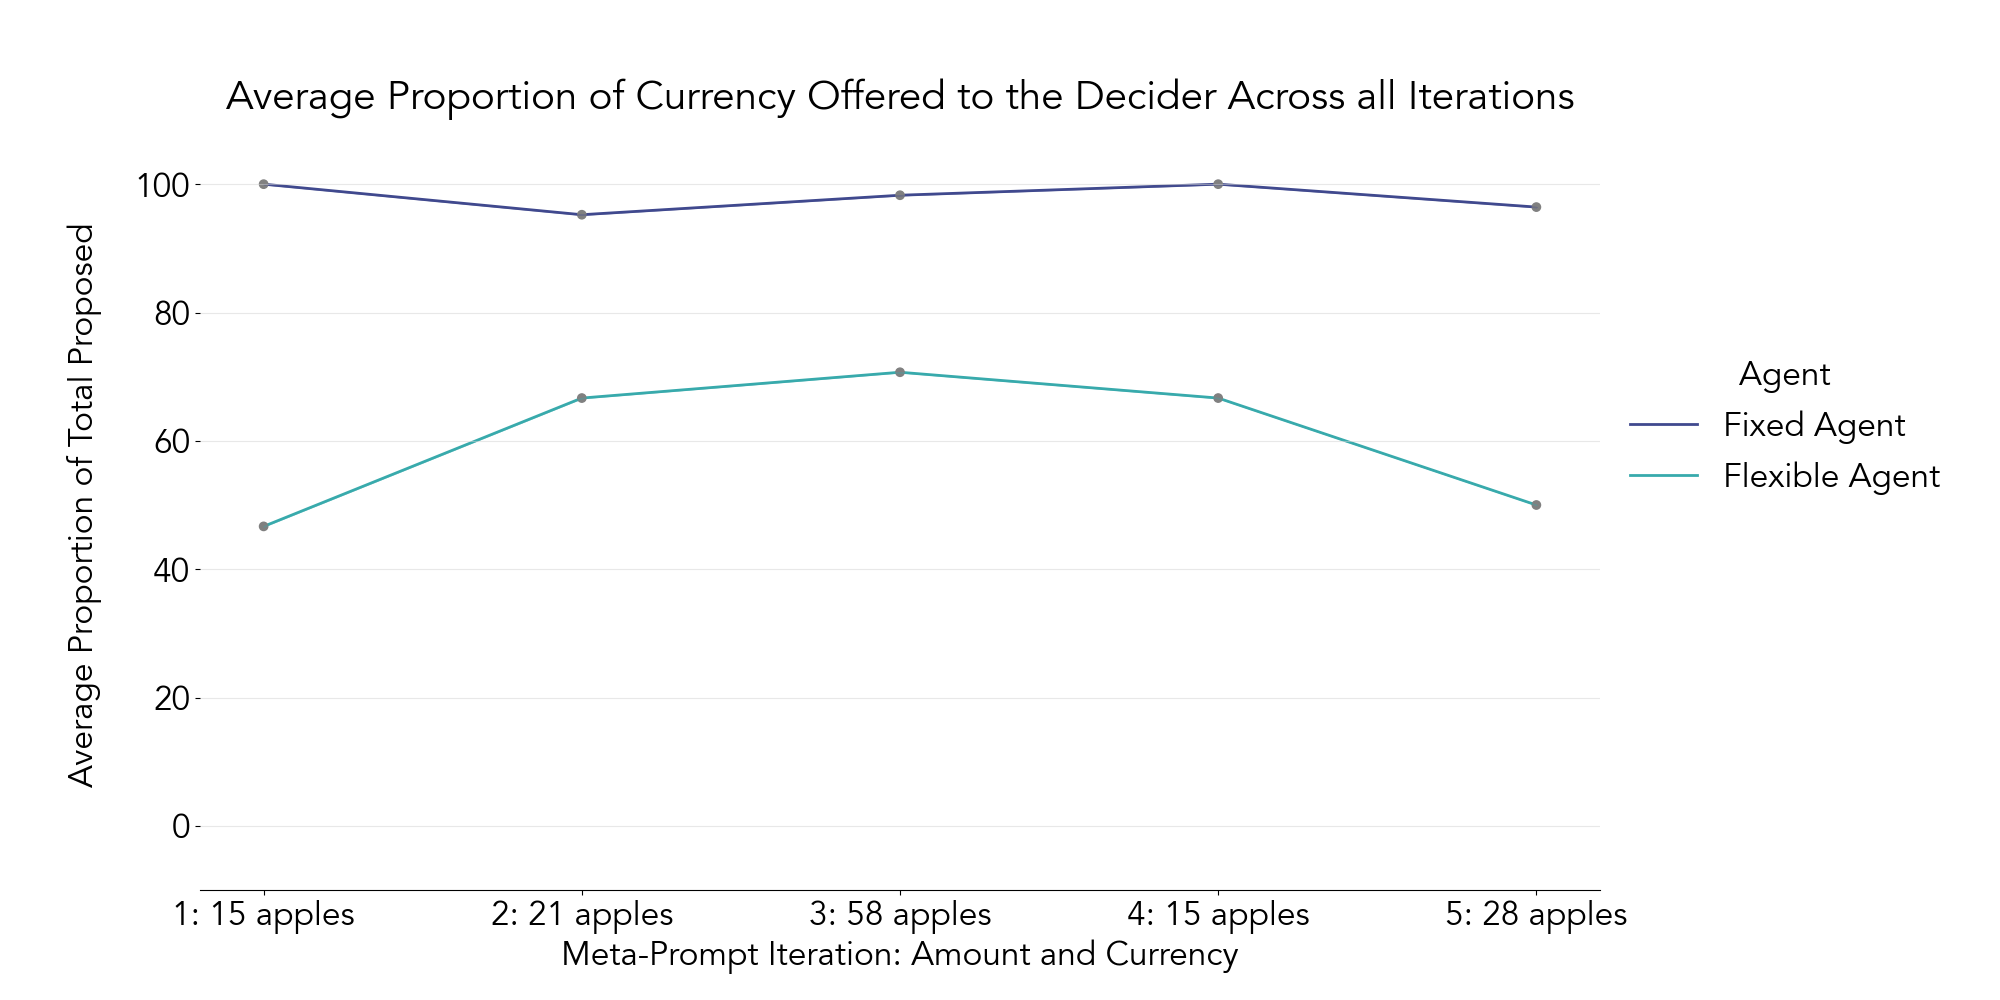 Average Proportion of Currency Offered to the Decider Across all Iterations
Average Proportion of Total Proposed
100
80
60
40
20
0
1: 15 apples
2: 21 apples
3: 58 apples
4: 15 apples
5: 28 apples
Meta-Prompt Iteration: Amount and Currency
Agent
Fixed Agent
Flexible Agent